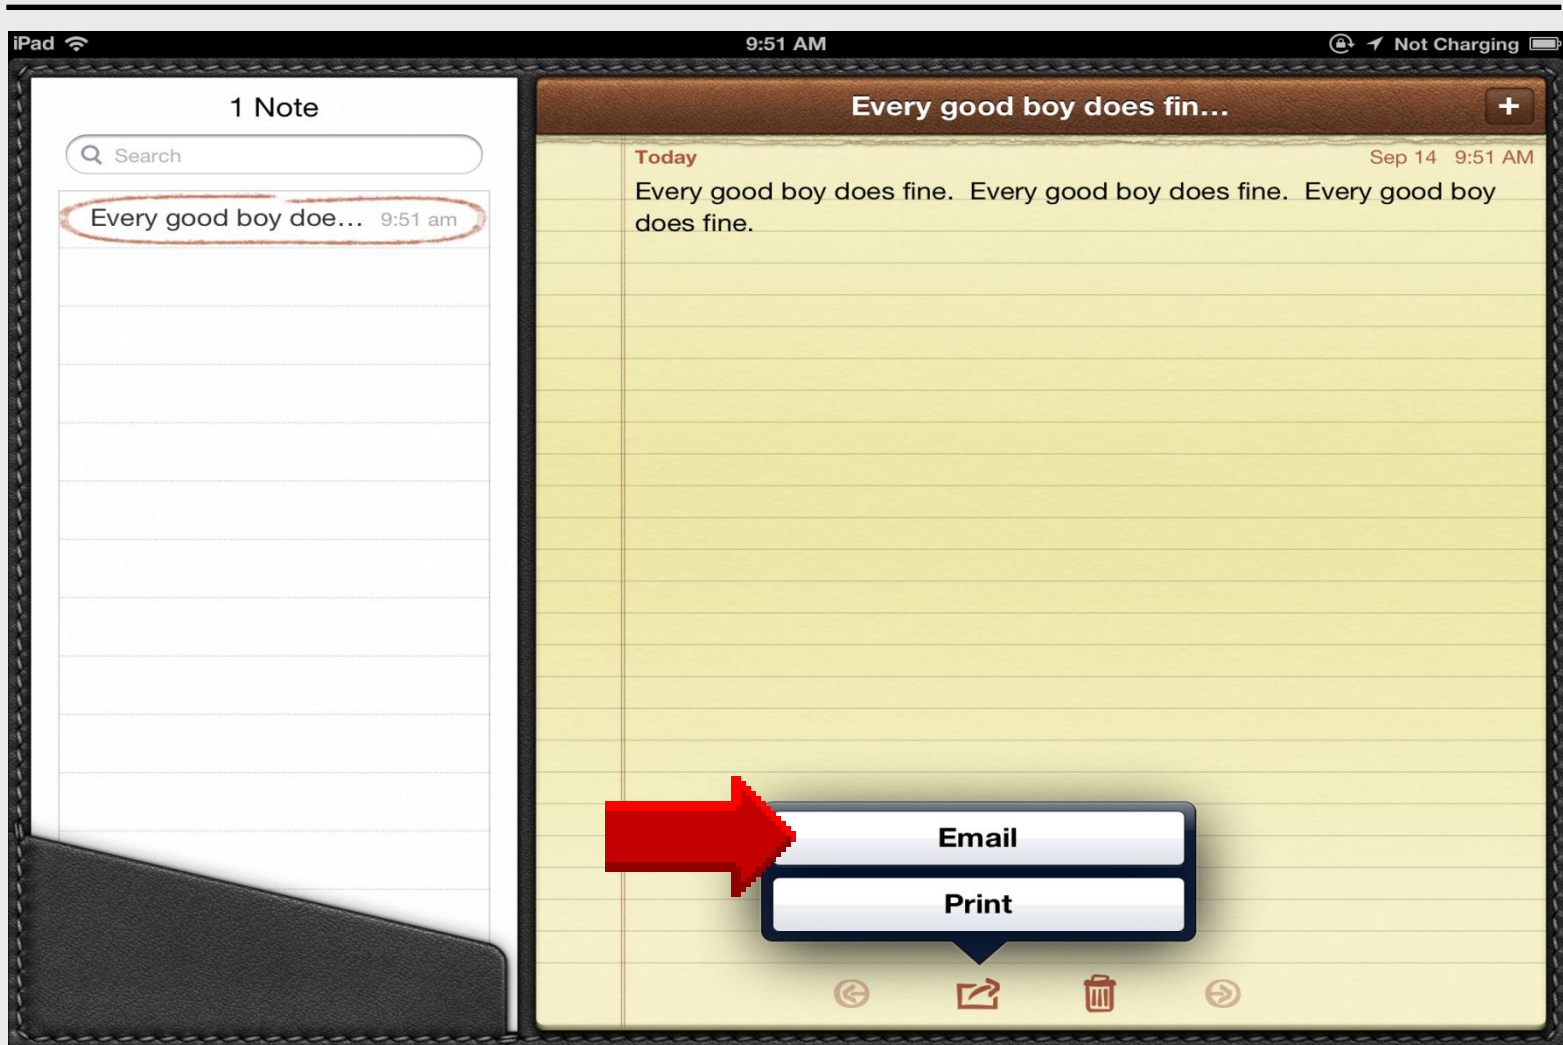 iPad 9:51 AM Not Charging
1 Note
Search
Every good boy doe... 9:51 am
Every good boy does fin...
+
Today Sep 14 9:51 AM
Every good boy does fine.  Every good boy does fine.  Every good boy
does fine.
Email
Print